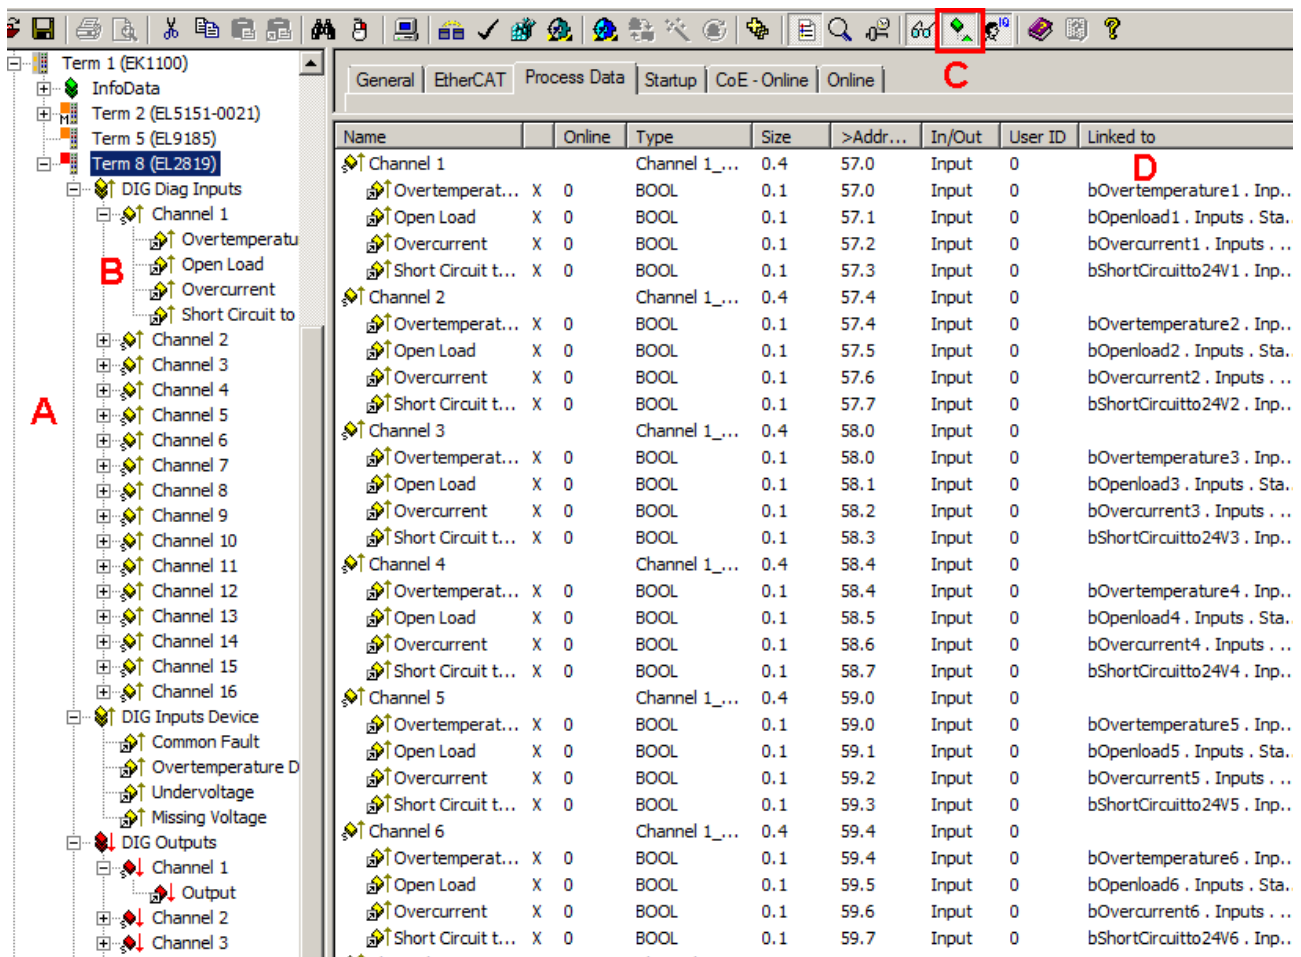 IQ
C
Term 1 (EK1100)
InfoData
M Term 2 (EL5151-0021)
Term 5 (EL9185)
Term 8 (EL2819)
DIG Diag Inputs
Channel 1
Overtemperatu
Open Load
Overcurrent
Short Circuit to
Channel 2
Channel 3
Channel 4
Channel 5
Channel 6
Channel 7
Channel 8
Channel 9
Channel 10
Channel 11
Channel 12
Channel 13
Channel 14
Channel 15
Channel 16
DIG Inputs Device
Common Fault
Overtemperature D
Undervoltage
Missing Voltage
DIG Outputs
Channel 1
Output
Channel 2
Channel 3
A
B
General EtherCAT Process Data Startup CoE - Online Online
Name Online Type Size >Addr... In/Out User ID Linked to
D
Channel 1 Channel 1_... 0.4 57.0 Input 0
Overtemperat... X 0 BOOL 0.1 57.0 Input 0 bOvertemperature1 . Inp...
Open Load X 0 BOOL 0.1 57.1 Input 0 bOpenload1 . Inputs . Sta...
Overcurrent X 0 BOOL 0.1 57.2 Input 0 bOvercurrent1 . Inputs . ...
Short Circuit t... X 0 BOOL 0.1 57.3 Input 0 bShortCircuitto24V1 . Inp...
Channel 2 Channel 1_... 0.4 57.4 Input 0
Overtemperat... X 0 BOOL 0.1 57.4 Input 0 bOvertemperature2 . Inp...
Open Load X 0 BOOL 0.1 57.5 Input 0 bOpenload2 . Inputs . Sta...
Overcurrent X 0 BOOL 0.1 57.6 Input 0 bOvercurrent2 . Inputs . ...
Short Circuit t... X 0 BOOL 0.1 57.7 Input 0 bShortCircuitto24V2 . Inp...
Channel 3 Channel 1_... 0.4 58.0 Input 0
Overtemperat... X 0 BOOL 0.1 58.0 Input 0 bOvertemperature3 . Inp...
Open Load X 0 BOOL 0.1 58.1 Input 0 bOpenload3 . Inputs . Sta...
Overcurrent X 0 BOOL 0.1 58.2 Input 0 bOvercurrent3 . Inputs . ...
Short Circuit t... X 0 BOOL 0.1 58.3 Input 0 bShortCircuitto24V3 . Inp...
Channel 4 Channel 1_... 0.4 58.4 Input 0
Overtemperat... X 0 BOOL 0.1 58.4 Input 0 bOvertemperature4 . Inp...
Open Load X 0 BOOL 0.1 58.5 Input 0 bOpenload4 . Inputs . Sta...
Overcurrent X 0 BOOL 0.1 58.6 Input 0 bOvercurrent4 . Inputs . ...
Short Circuit t... X 0 BOOL 0.1 58.7 Input 0 bShortCircuitto24V4 . Inp...
Channel 5 Channel 1_... 0.4 59.0 Input 0
Overtemperat... X 0 BOOL 0.1 59.0 Input 0 bOvertemperature5 . Inp...
Open Load X 0 BOOL 0.1 59.1 Input 0 bOpenload5 . Inputs . Sta...
Overcurrent X 0 BOOL 0.1 59.2 Input 0 bOvercurrent5 . Inputs . ...
Short Circuit t... X 0 BOOL 0.1 59.3 Input 0 bShortCircuitto24V5 . Inp...
Channel 6 Channel 1_... 0.4 59.4 Input 0
Overtemperat... X 0 BOOL 0.1 59.4 Input 0 bOvertemperature6 . Inp...
Open Load X 0 BOOL 0.1 59.5 Input 0 bOpenload6 . Inputs . Sta...
Overcurrent X 0 BOOL 0.1 59.6 Input 0 bOvercurrent6 . Inputs . ...
Short Circuit t... X 0 BOOL 0.1 59.7 Input 0 bShortCircuitto24V6 . Inp...